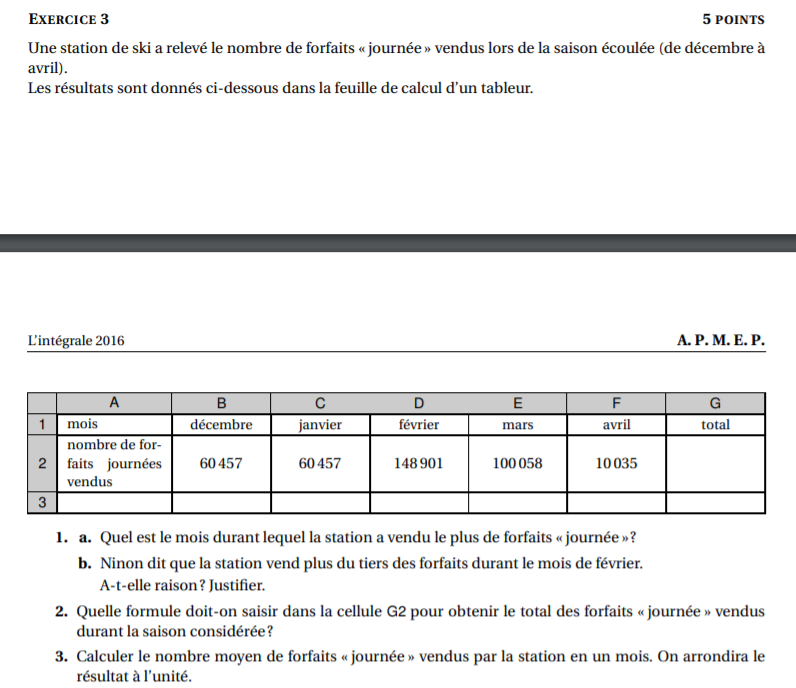 EXERCICE 3 5 POINTS
Une station de ski a relevé le nombre de forfaits « journée » vendus lors de la saison écoulée (de décembre à
avril).
Les résultats sont donnés ci-dessous dans la feuille de calcul d'un tableur.
L'intégrale 2016 A. P. M. E. P.
A B C D E F G
1 mois décembre janvier février mars avril total
nombre de for-
2 faits journées 60 457 60 457 148 901 100 058 10 035
vendus
3
1. a. Quel est le mois durant lequel la station a vendu le plus de forfaits « journée » ?
b. Ninon dit que la station vend plus du tiers des forfaits durant le mois de février.
A-t-elle raison ? Justifier.
2. Quelle formule doit-on saisir dans la cellule G2 pour obtenir le total des forfaits « journée » vendus
durant la saison considérée ?
3. Calculer le nombre moyen de forfaits « journée » vendus par la station en un mois. On arrondira le
résultat à l'unité.